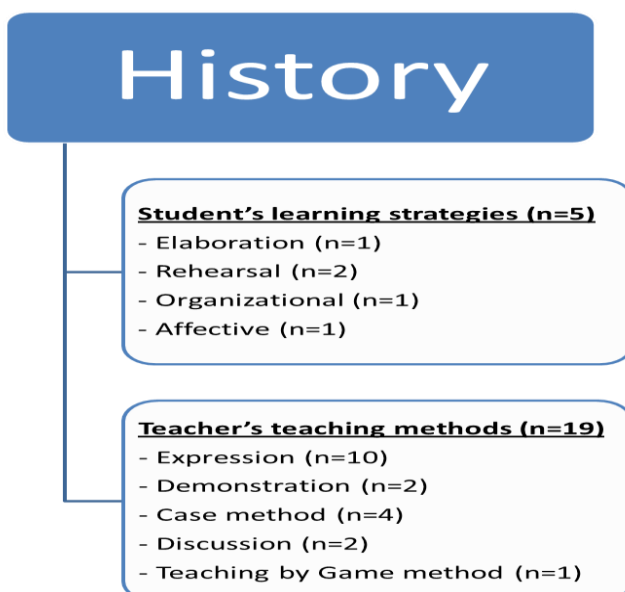 History
Student’s learning strategies (n=5)
- Elaboration (n=1)
- Rehearsal (n=2)
- Organizational (n=1)
- Affective (n=1)
Teacher’s teaching methods (n=19)
- Expression (n=10)
- Demonstration (n=2)
- Case method (n=4)
- Discussion (n=2)
- Teaching by Game method (n=1)